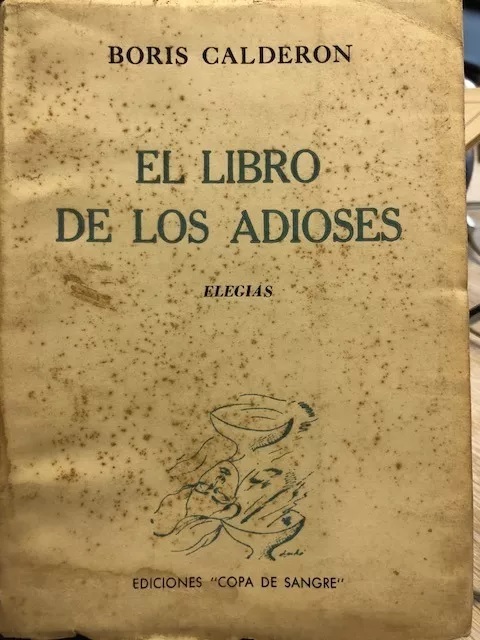 BORIS CALDERON
EL LIBRO
DE LOS ADIOSES
ELEGIAS
EDICIONES "COPA DE SANGRE"